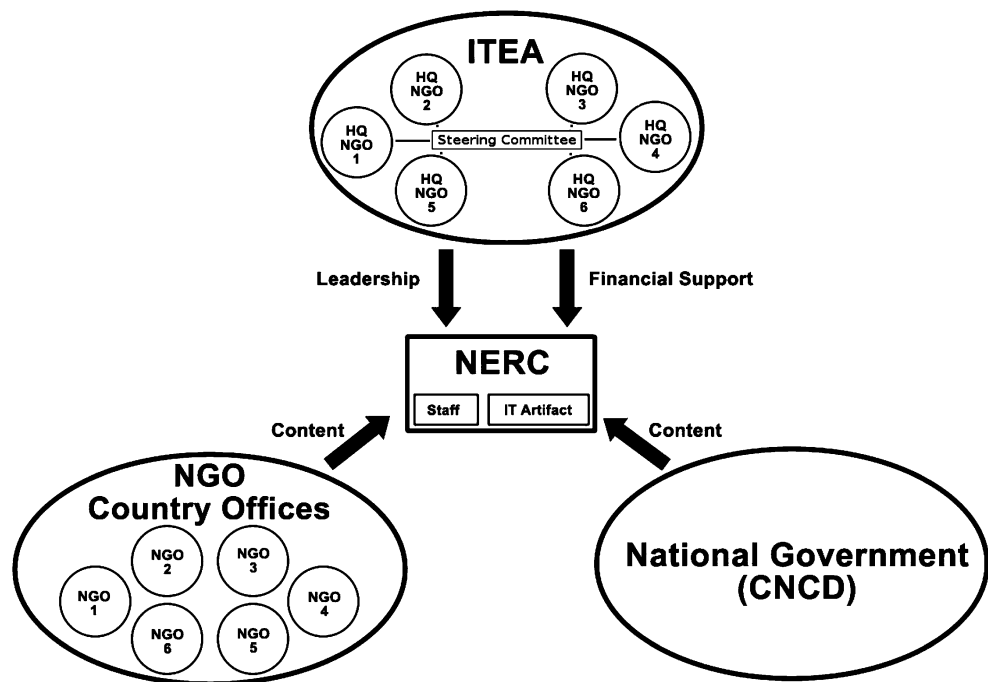 ITEA
HQ
NGO
2
HQ
NGO
3
HQ
NGO
1
Steering Committee
HQ
NGO
4
HQ
NGO
5
HQ
NGO
6
Leadership
Financial Support
NERC
Staff
IT Artifact
Content
Content
NGO
Country Offices
NGO
2
NGO
3
NGO
1
NGO
4
NGO
6
NGO
5
National Government
(CNCD)